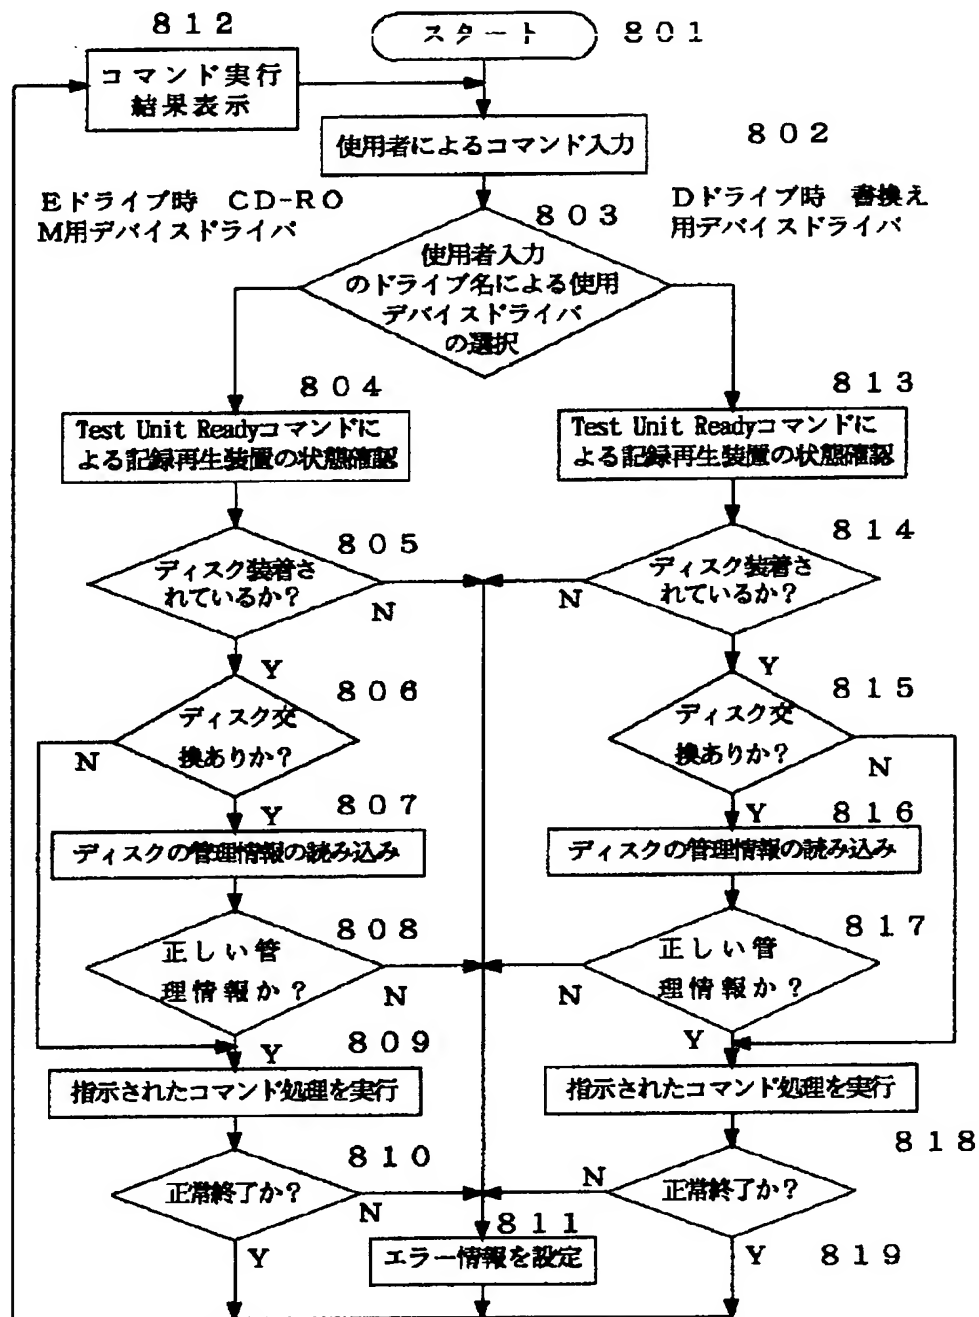 ８１２
スタート
８０１
コマンド実行
結果表示
使用者によるコマンド入力
８０２
Ｅドライブ時　CD-RO
Ｍ用デバイスドライバ
８０３
Ｄドライブ時　書換え
用デバイスドライバ
使用者入力
のドライブ名による使用
デバイスドライバ
の選択
８０４
８１３
Test Unit Readyコマンドに
よる記録再生装置の状態確認
Test Unit Readyコマンドに
よる記録再生装置の状態確認
８０５
８１４
ディスク装着さ
れているか？
N
ディスク装着さ
れているか？
N
Y
Y
８０６
８１５
ディスク交
換ありか？
N
ディスク交
換ありか？
N
Y
８０７
Y
８１６
ディスクの管理情報の読み込み
ディスクの管理情報の読み込み
８０８
８１７
正しい管
理情報か？
N
正しい管
理情報か？
N
Y
８０９
Y
指示されたコマンド処理を実行
指示されたコマンド処理を実行
８１０
８１８
正常終了か？
N
正常終了か？
N
８１１
エラー情報を設定
Y
Y
８１９